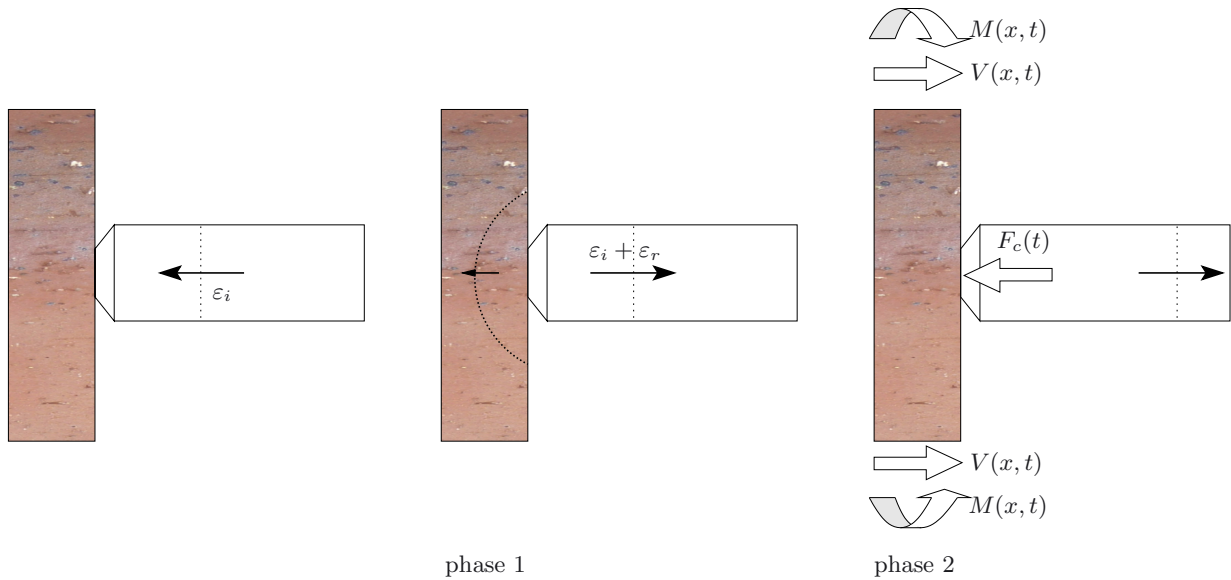 M(x, t)
V(x, t)
ε_i
ε_i + ε_r
F_c(t)
V(x, t)
M(x, t)
phase 1
phase 2